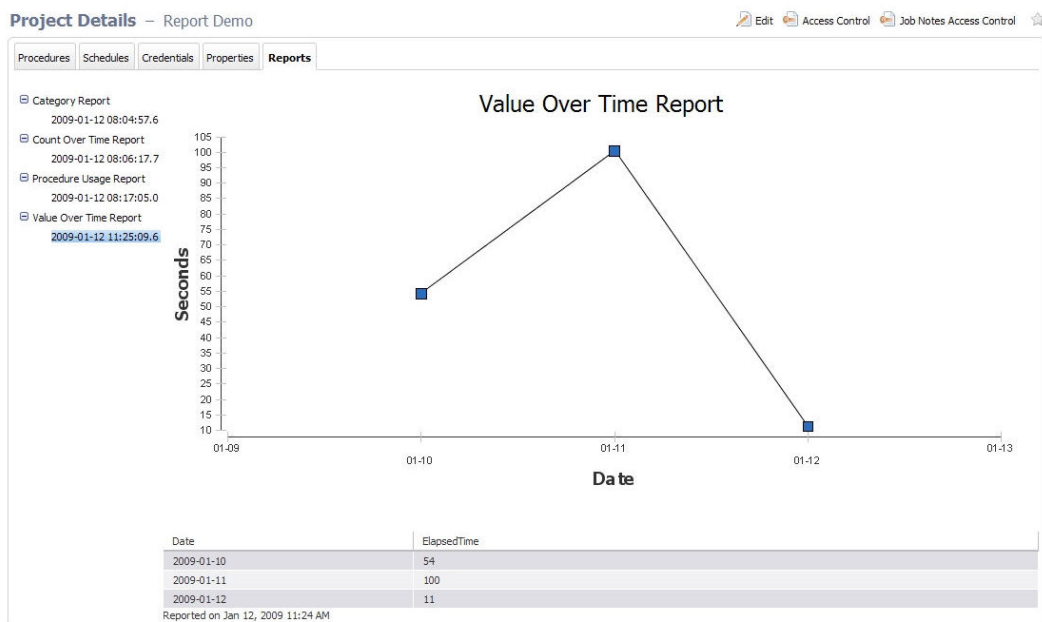 Project Details – Report Demo
Edit Access Control Job Notes Access Control
Procedures Schedules Credentials Properties Reports
Category Report
2009-01-12 08:04:57.6
Count Over Time Report
2009-01-12 08:06:17.7
Procedure Usage Report
2009-01-12 08:17:05.0
Value Over Time Report
2009-01-12 11:25:09.6
Value Over Time Report
Seconds
105
100
95
90
85
80
75
70
65
60
55
50
45
40
35
30
25
20
15
10
01-09 01-10 01-11 01-12 01-13
Date
Date ElapsedTime
2009-01-10 54
2009-01-11 100
2009-01-12 11
Reported on Jan 12, 2009 11:24 AM